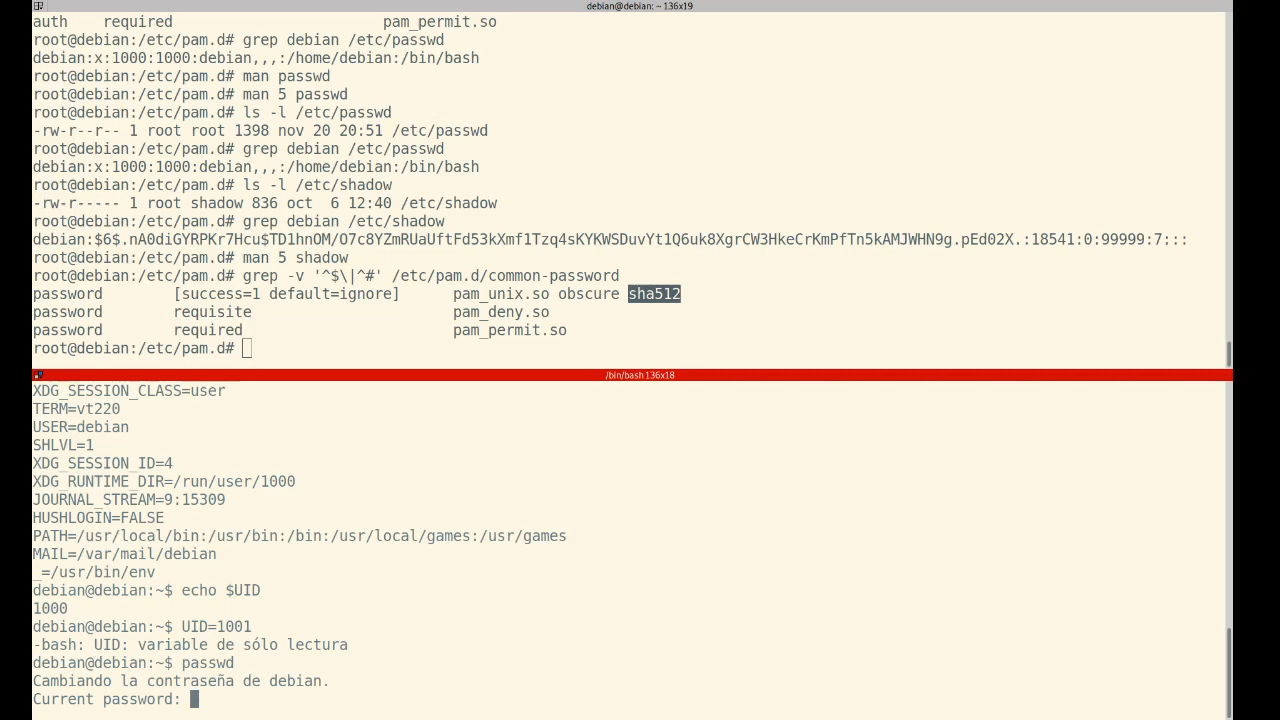 debian@debian: ~ 136x19
auth    required                        pam_permit.so
root@debian:/etc/pam.d# grep debian /etc/passwd
debian:x:1000:1000:debian,,,:/home/debian:/bin/bash
root@debian:/etc/pam.d# man passwd
root@debian:/etc/pam.d# man 5 passwd
root@debian:/etc/pam.d# ls -l /etc/passwd
-rw-r--r-- 1 root root 1398 nov 20 20:51 /etc/passwd
root@debian:/etc/pam.d# grep debian /etc/passwd
debian:x:1000:1000:debian,,,:/home/debian:/bin/bash
root@debian:/etc/pam.d# ls -l /etc/shadow
-rw-r----- 1 root shadow 836 oct  6 12:40 /etc/shadow
root@debian:/etc/pam.d# grep debian /etc/shadow
debian:$6$.nA0diGYRPKr7Hcu$TD1hnOM/O7c8YZmRUaUftFd53kXmf1Tzq4sKYKWSDuvYt1Q6uk8XgrCW3HkeCrKmPfTn5kAMJWHN9g.pEd02X.:18541:0:99999:7:::
root@debian:/etc/pam.d# man 5 shadow
root@debian:/etc/pam.d# grep -v '^$\|^#' /etc/pam.d/common-password
password        [success=1 default=ignore]      pam_unix.so obscure sha512
password        requisite                       pam_deny.so
password        required                        pam_permit.so
root@debian:/etc/pam.d#
/bin/bash 136x18
XDG_SESSION_CLASS=user
TERM=vt220
USER=debian
SHLVL=1
XDG_SESSION_ID=4
XDG_RUNTIME_DIR=/run/user/1000
JOURNAL_STREAM=9:15309
HUSHLOGIN=FALSE
PATH=/usr/local/bin:/usr/bin:/bin:/usr/local/games:/usr/games
MAIL=/var/mail/debian
_=/usr/bin/env
debian@debian:~$ echo $UID
1000
debian@debian:~$ UID=1001
-bash: UID: variable de sólo lectura
debian@debian:~$ passwd
Cambiando la contraseña de debian.
Current password: